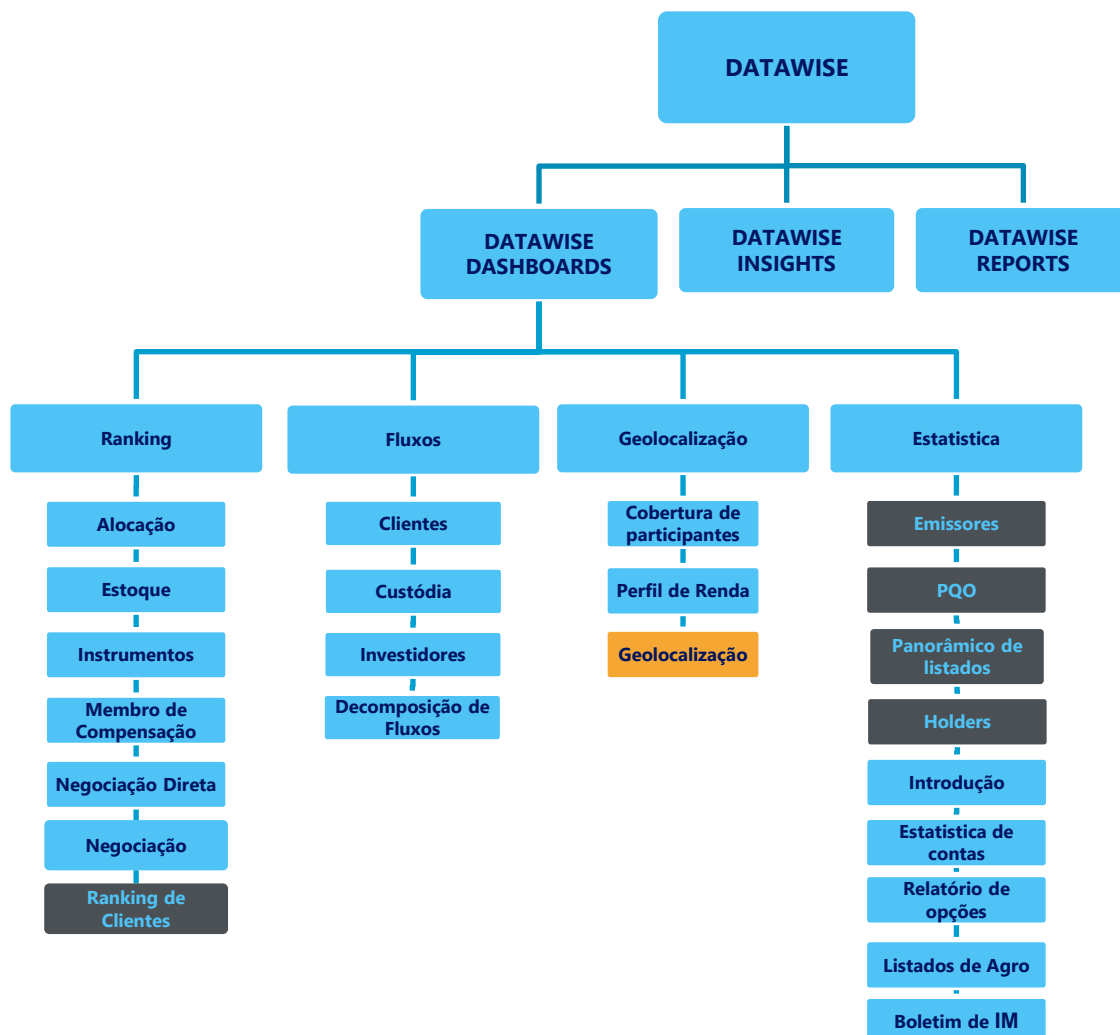 DATAWISE
DATAWISE
DASHBOARDS
DATAWISE
INSIGHTS
DATAWISE
REPORTS
Ranking
Fluxos
Geolocalização
Estatistica
Alocação
Estoque
Instrumentos
Membro de
Compensação
Negociação Direta
Negociação
Ranking de
Clientes
Clientes
Custódia
Investidores
Decomposição de
Fluxos
Cobertura de
participantes
Perfil de Renda
Geolocalização
Emissores
PQO
Panorâmico de
listados
Holders
Introdução
Estatistica de
contas
Relatório de
opções
Listados de Agro
Boletim de IM